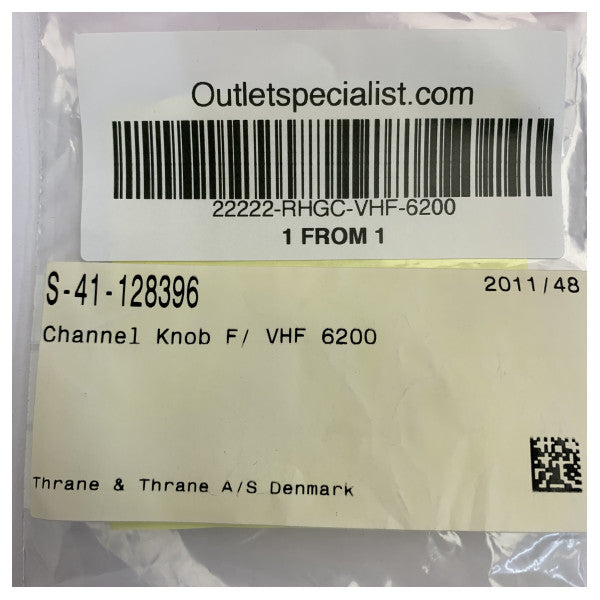 Outletspecialist.com
22222-RHGC-VHF-6200
1 FROM 1
S-41-128396 2011/48
Channel Knob F/ VHF 6200
Thrane & Thrane A/S Denmark